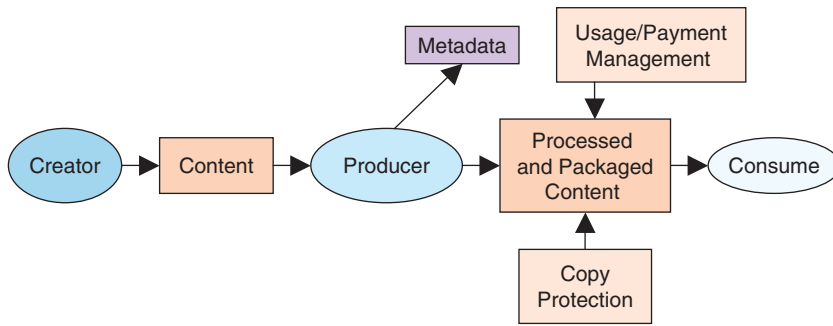 Metadata
Usage/Payment
Management
Creator
Content
Producer
Processed
and Packaged
Content
Consume
Copy
Protection